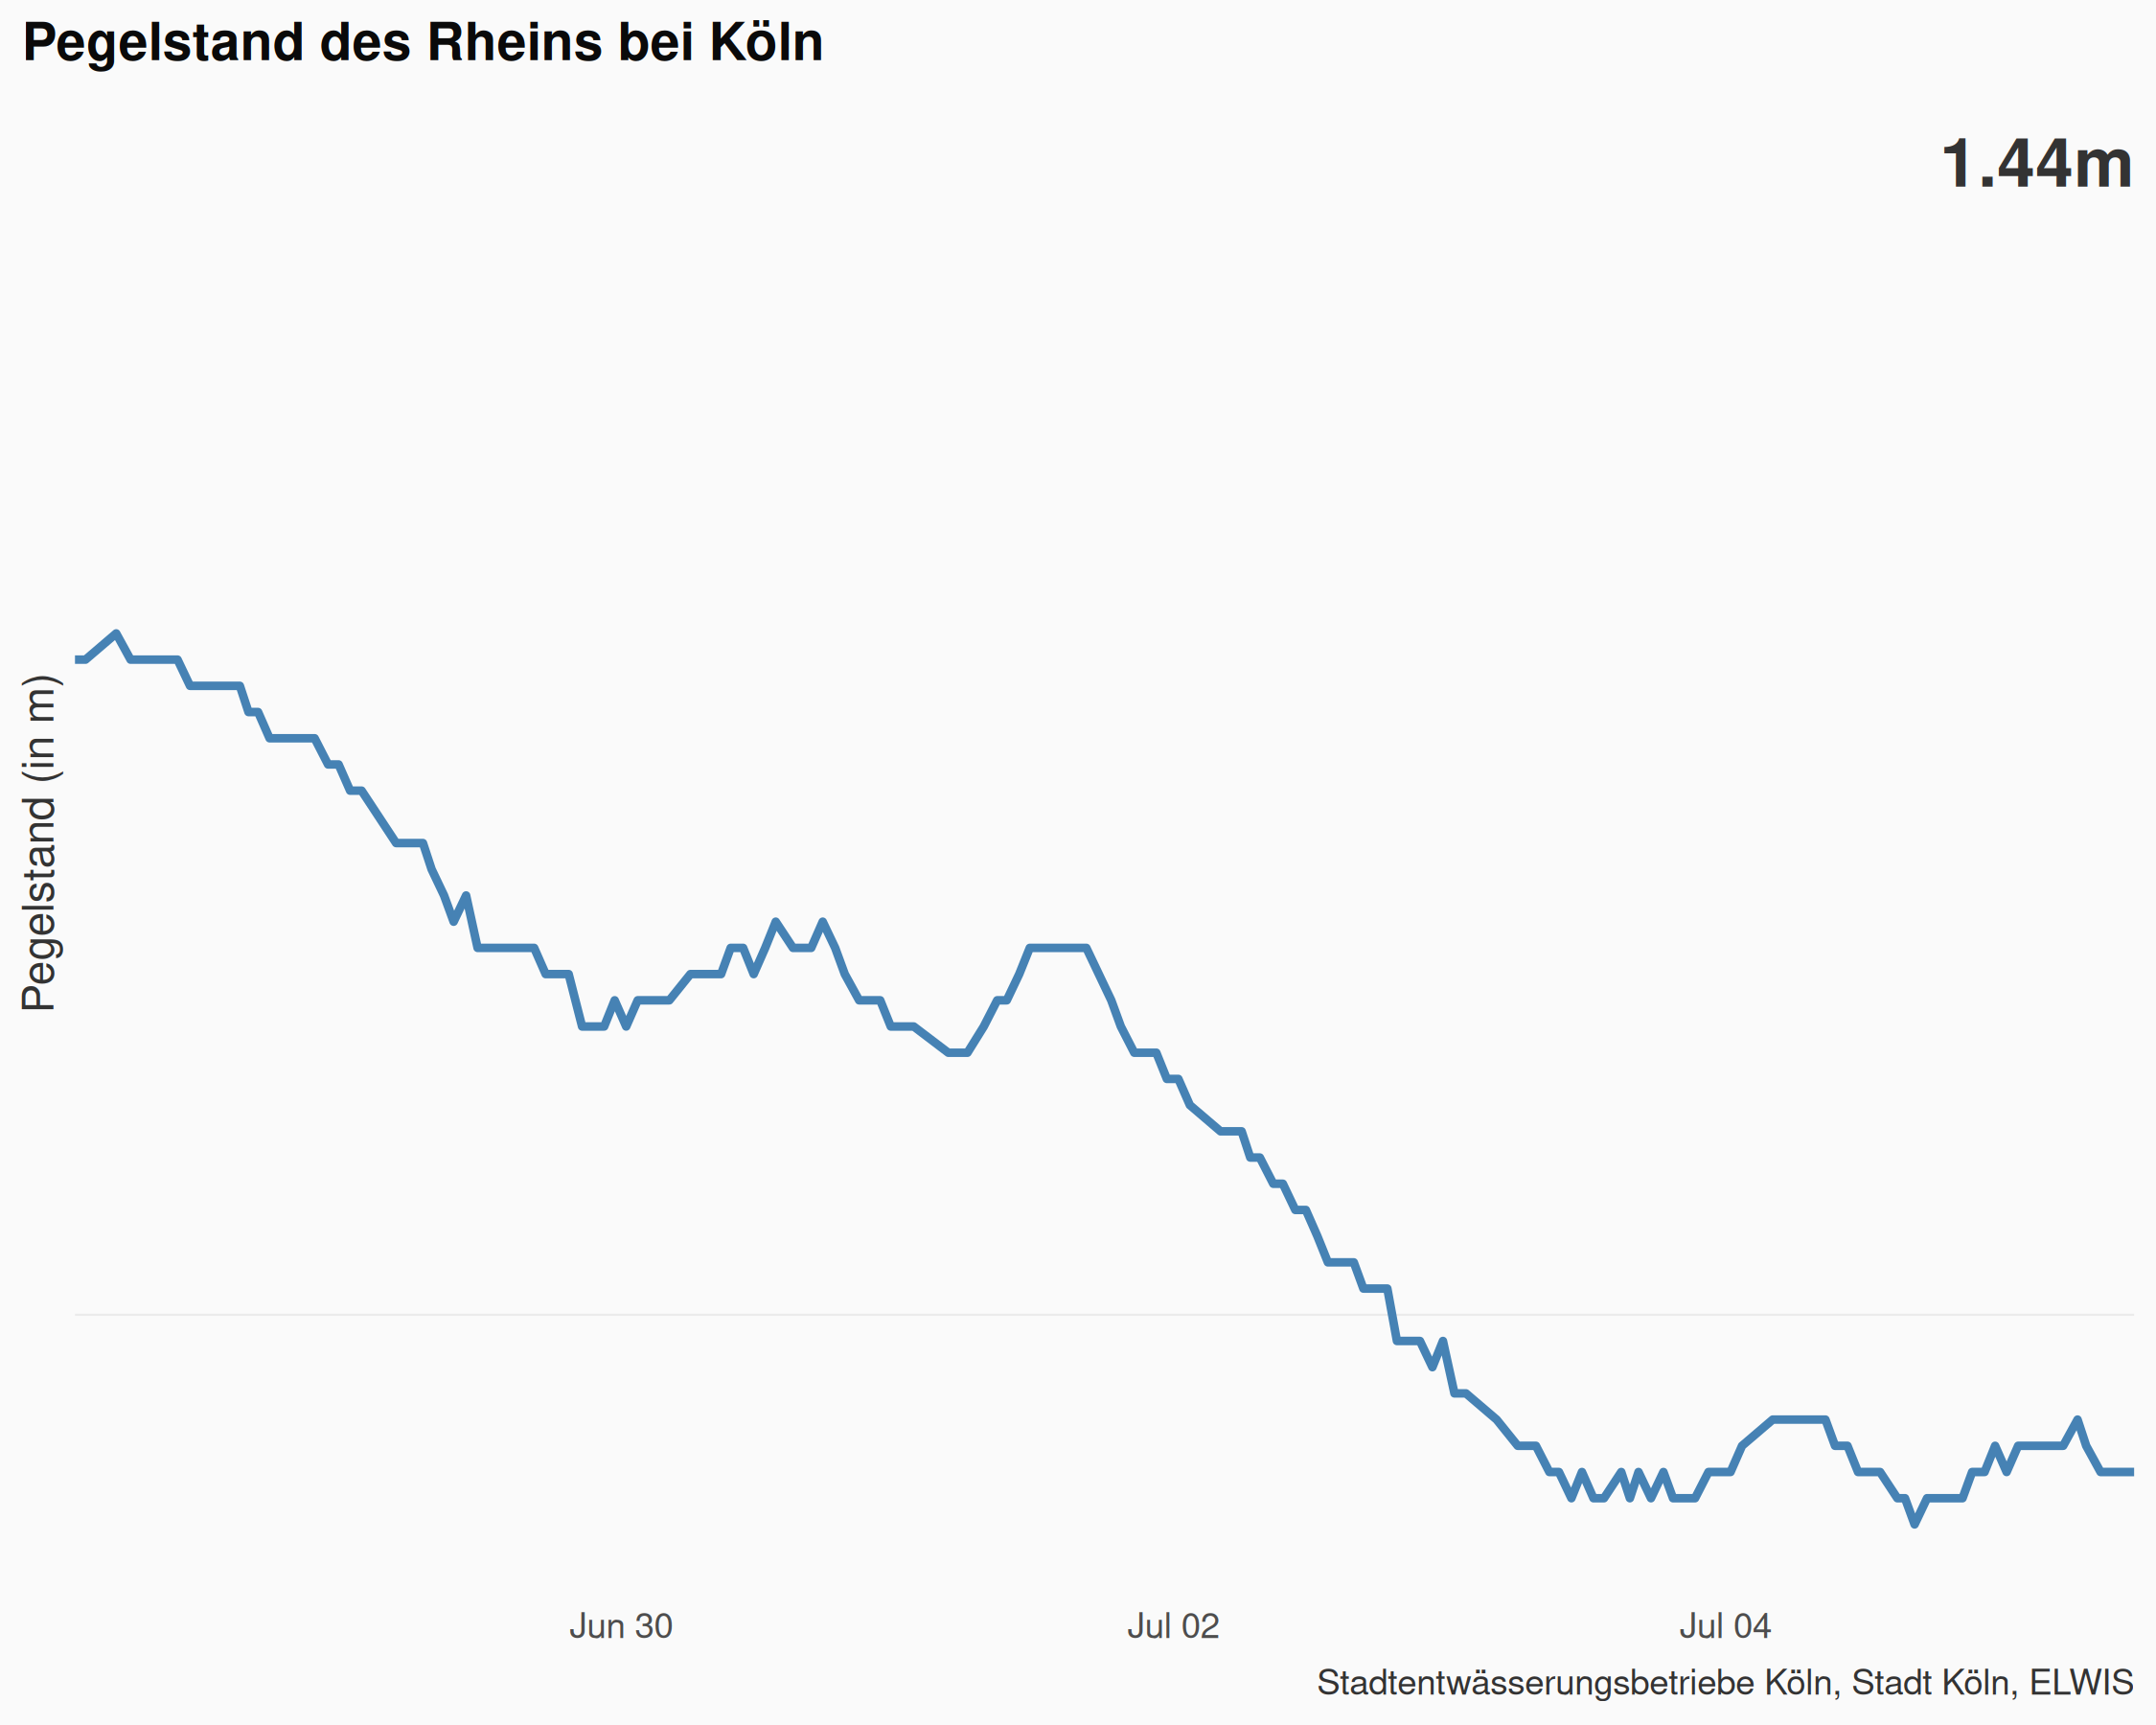 Pegelstand des Rheins bei Köln
1.44m
Pegelstand (in m)
Jun 30
Jul 02
Jul 04
Stadtentwässerungsbetriebe Köln, Stadt Köln, ELWIS